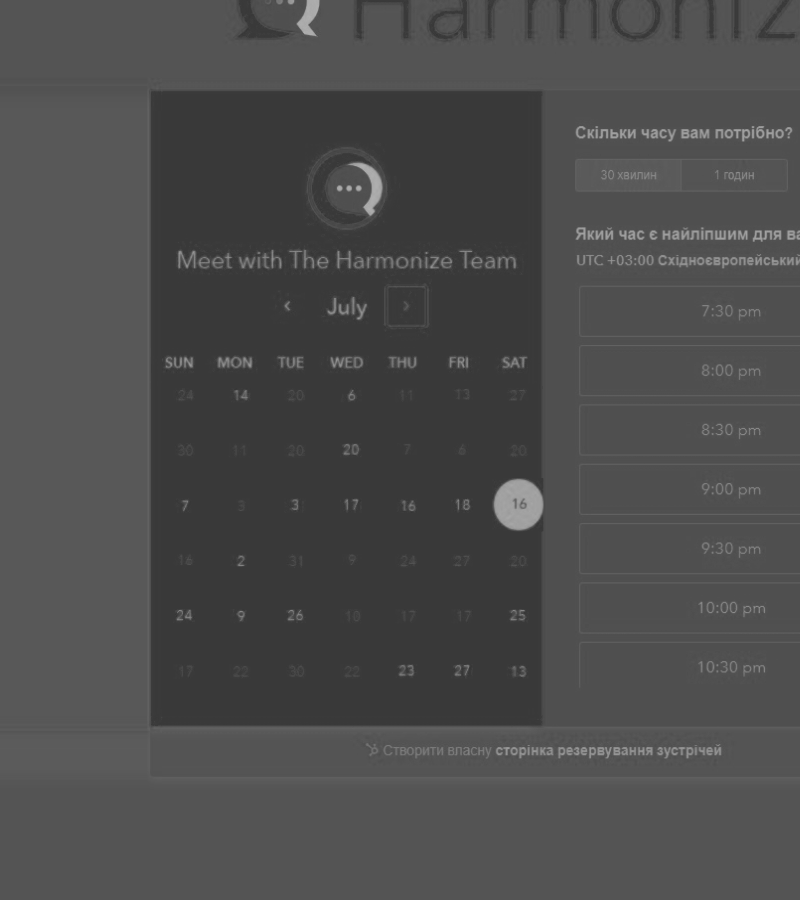 Harmoniz
Meet with The Harmonize Team
July
SUN MON TUE WED THU FRI SAT
24 14 20 6 11 13 27
30 11 20 20 7 6 20
7 3 3 17 16 18 16
16 2 31 9 24 27 20
24 9 26 18 17 17 25
17 22 30 22 23 27 13
Скільки часу вам потрібно?
30 хвилин 1 годин
Який час є найліпшим для ва
UTC +03:00 Східноєвропейський
7:30 pm
8:00 pm
8:30 pm
9:00 pm
9:30 pm
10:00 pm
10:30 pm
Створити власну сторінка резервування зустрічей